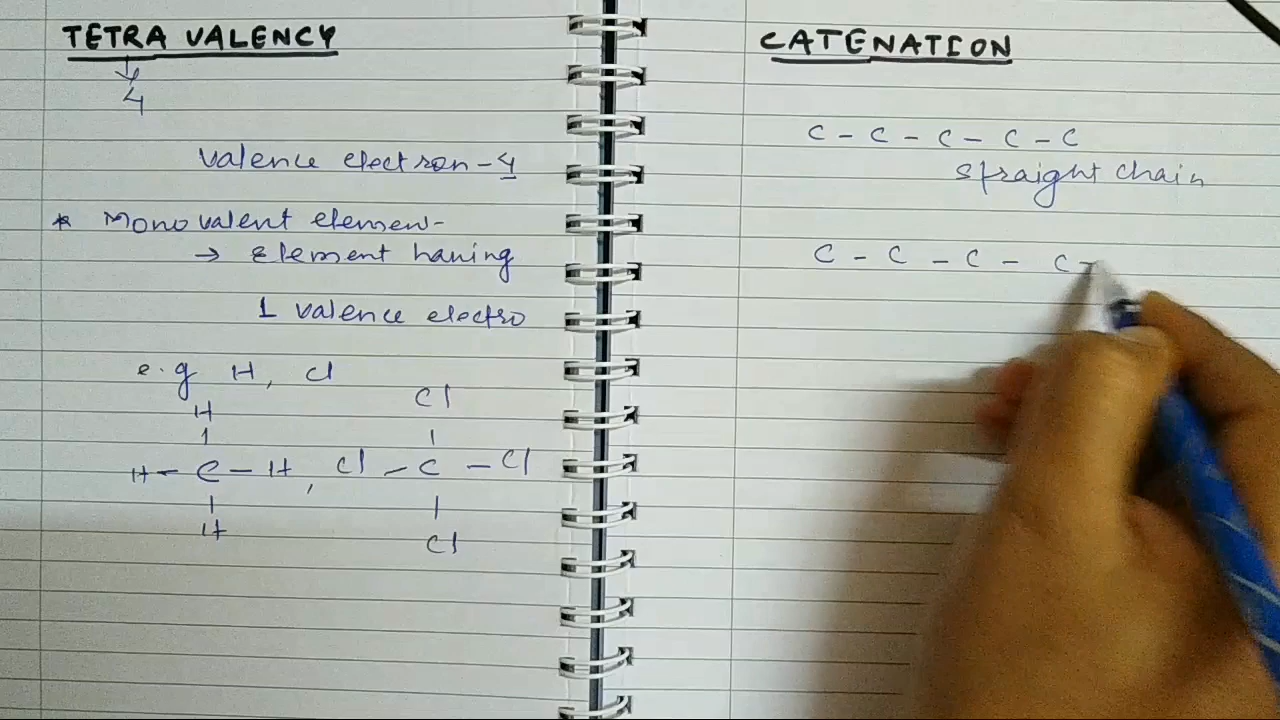 TETRA VALENCY
↓
4
valence electron - 4
* Monovalent elemen-
→ Element having
1 valence electro
e.g H, Cl
H Cl
| |
H - C - H, Cl - C - Cl
| |
H Cl
CATENATION
C - C - C - C - C
straight chain
C - C - C - C -